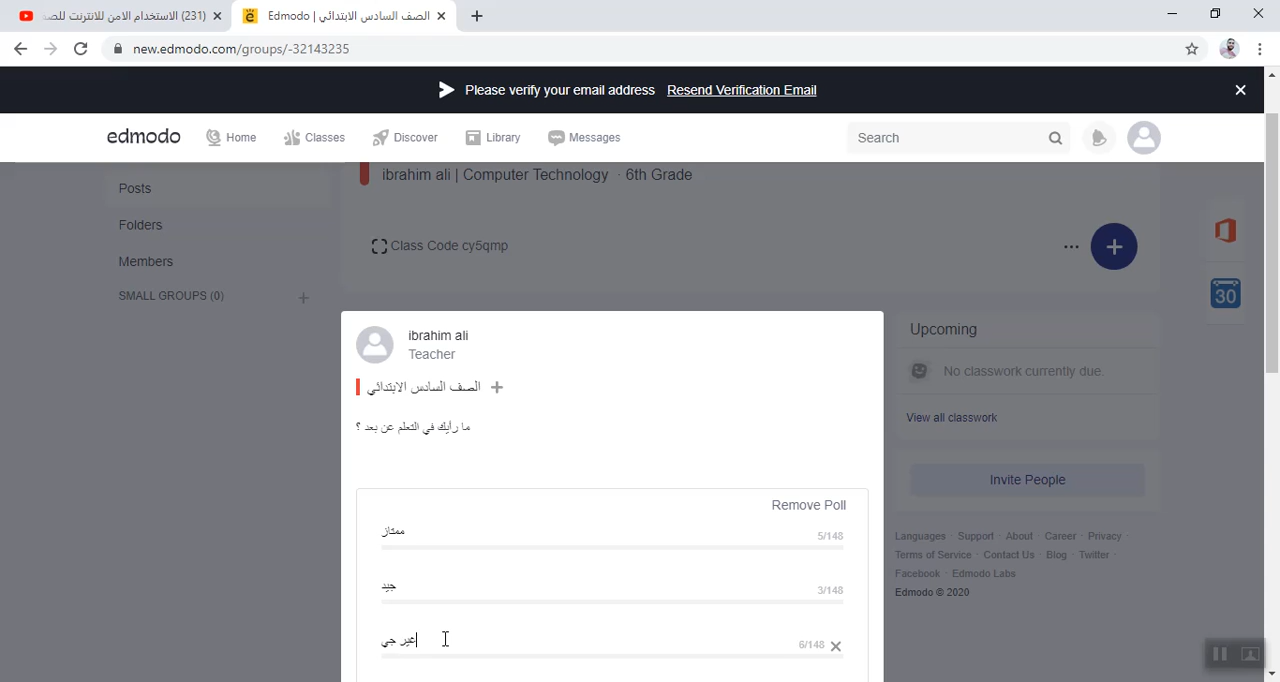 (231) الاستخدام الامن للانترنت للصـ
الصف السادس الابتدائي | Edmodo
new.edmodo.com/groups/-32143235
Please verify your email address Resend Verification Email
edmodo Home Classes Discover Library Messages Search
Posts
ibrahim ali | Computer Technology · 6th Grade
Folders
Class Code cy5qmp
Members
SMALL GROUPS (0)
30
ibrahim ali
Teacher
الصف السادس الابتدائي
ما رأيك في التعلم عن بعد ؟
Remove Poll
ممتاز
5/148
جيد
3/148
غير جي
6/148
Upcoming
No classwork currently due.
View all classwork
Invite People
Languages · Support · About · Career · Privacy ·
Terms of Service · Contact Us · Blog · Twitter ·
Facebook · Edmodo Labs
Edmodo © 2020